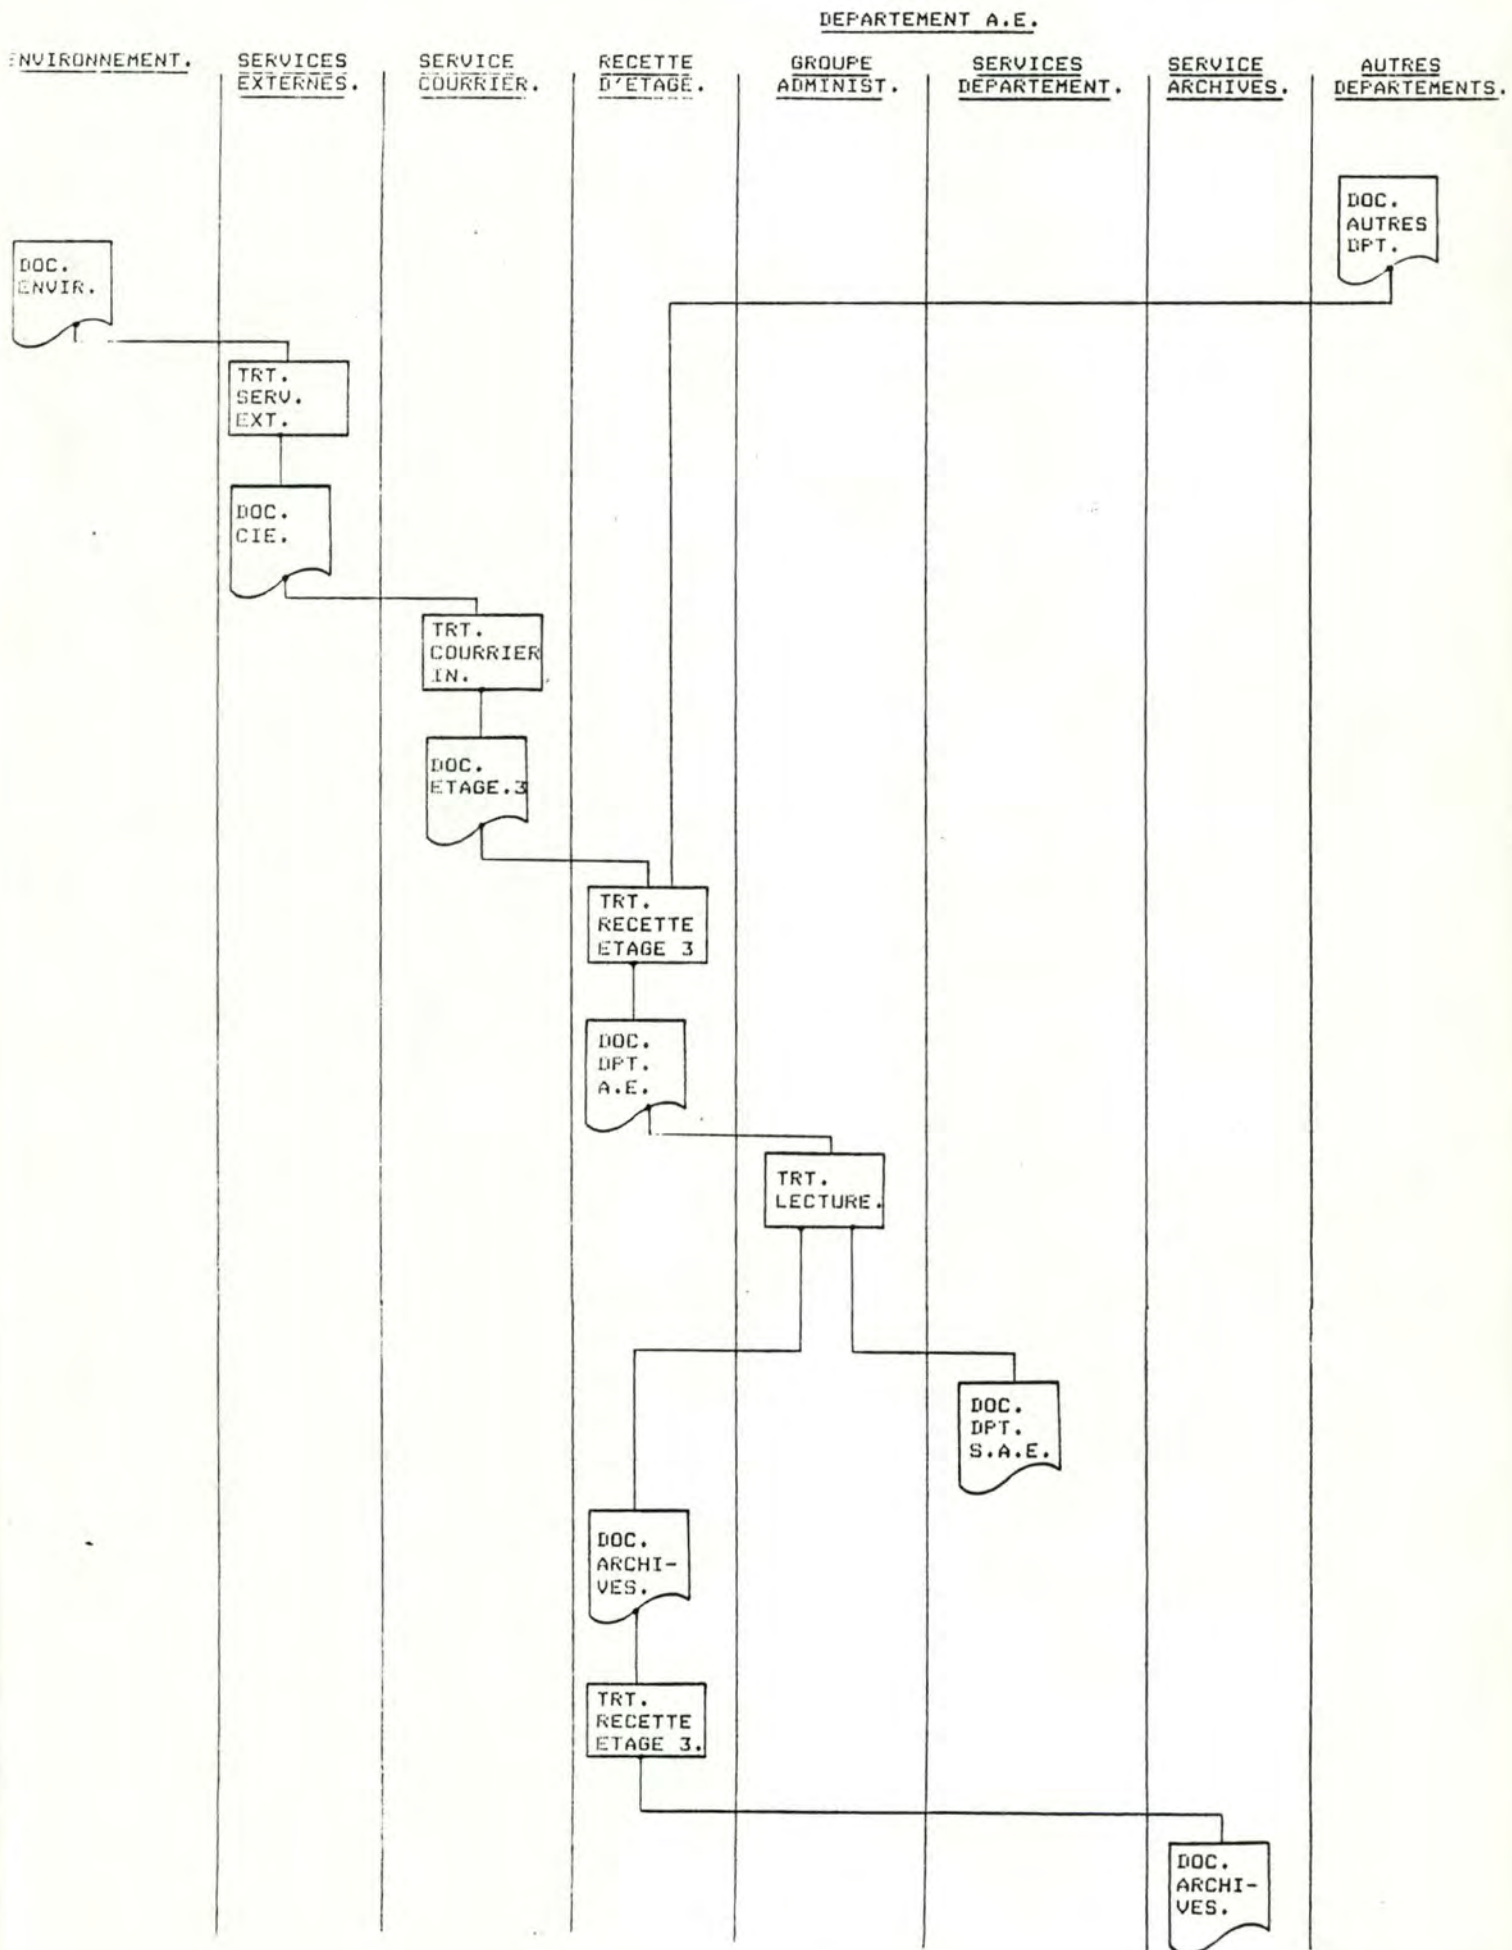 DEPARTEMENT A.E.
ENVIRONNEMENT.
SERVICES
EXTERNES.
SERVICE
COURRIER.
RECETTE
D'ETAGE.
GROUPE
ADMINIST.
SERVICES
DEPARTEMENT.
SERVICE
ARCHIVES.
AUTRES
DEPARTEMENTS.
DOC.
AUTRES
DPT.
DOC.
ENVIR.
TRT.
SERV.
EXT.
DOC.
CIE.
TRT.
COURRIER
IN.
DOC.
ETAGE.3
TRT.
RECETTE
ETAGE 3
DOC.
DPT.
A.E.
TRT.
LECTURE.
DOC.
DPT.
S.A.E.
DOC.
ARCHI-
VES.
TRT.
RECETTE
ETAGE 3.
DOC.
ARCHI-
VES.